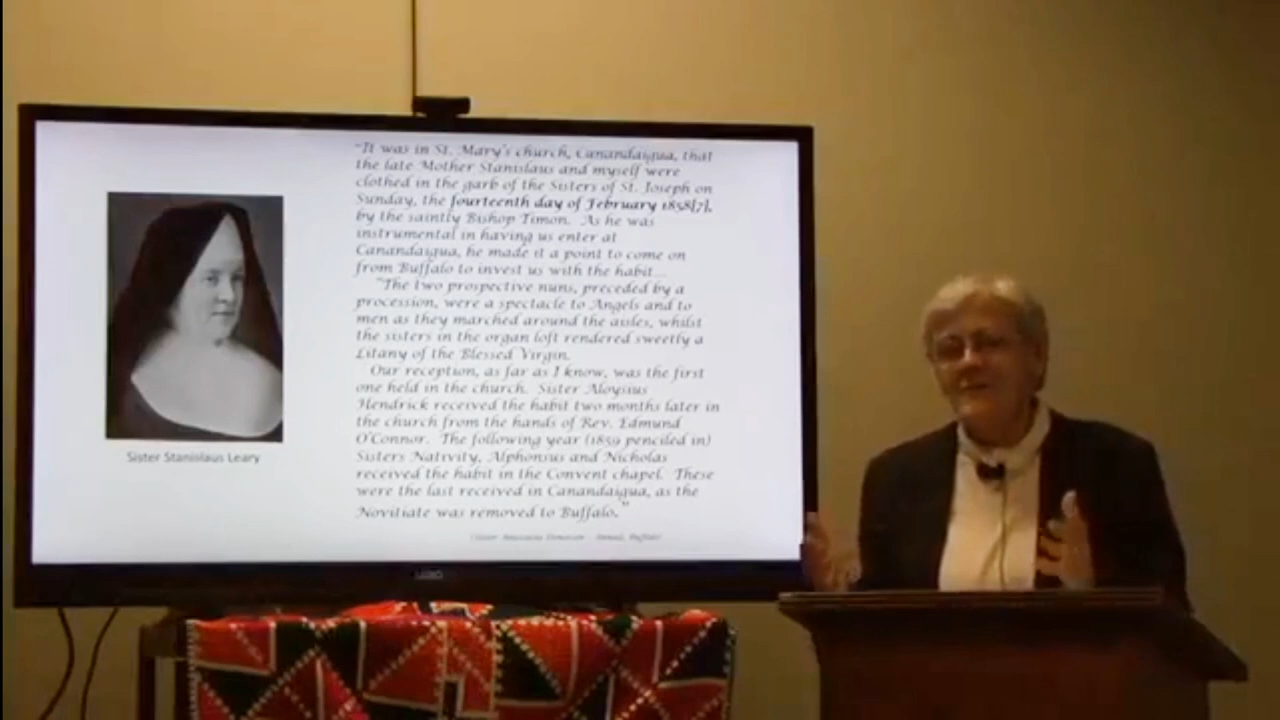 "It was in St. Mary's church, Canandaigua, that
the late Mother Stanislaus and myself were
clothed in the garb of the Sisters of St. Joseph on
Sunday, the fourteenth day of February 1858[7],
by the saintly Bishop Timon. As he was
instrumental in having us enter at
Canandaigua, he made it a point to come on
from Buffalo to invest us with the habit...
"The two prospective nuns, preceded by a
procession, were a spectacle to Angels and to
men as they marched around the aisles, whilst
the sisters in the organ loft rendered sweetly a
Litany of the Blessed Virgin.
Our reception, as far as I know, was the first
one held in the church. Sister Aloysius
Hendrick received the habit two months later in
the church from the hands of Rev. Edmund
O'Connor. The following year (1859 penciled in)
Sisters Nativity, Alphonsus and Nicholas
received the habit in the Convent chapel. These
were the last received in Canandaigua, as the
Novitiate was removed to Buffalo."
Buffalo
Sister Stanislaus Leary